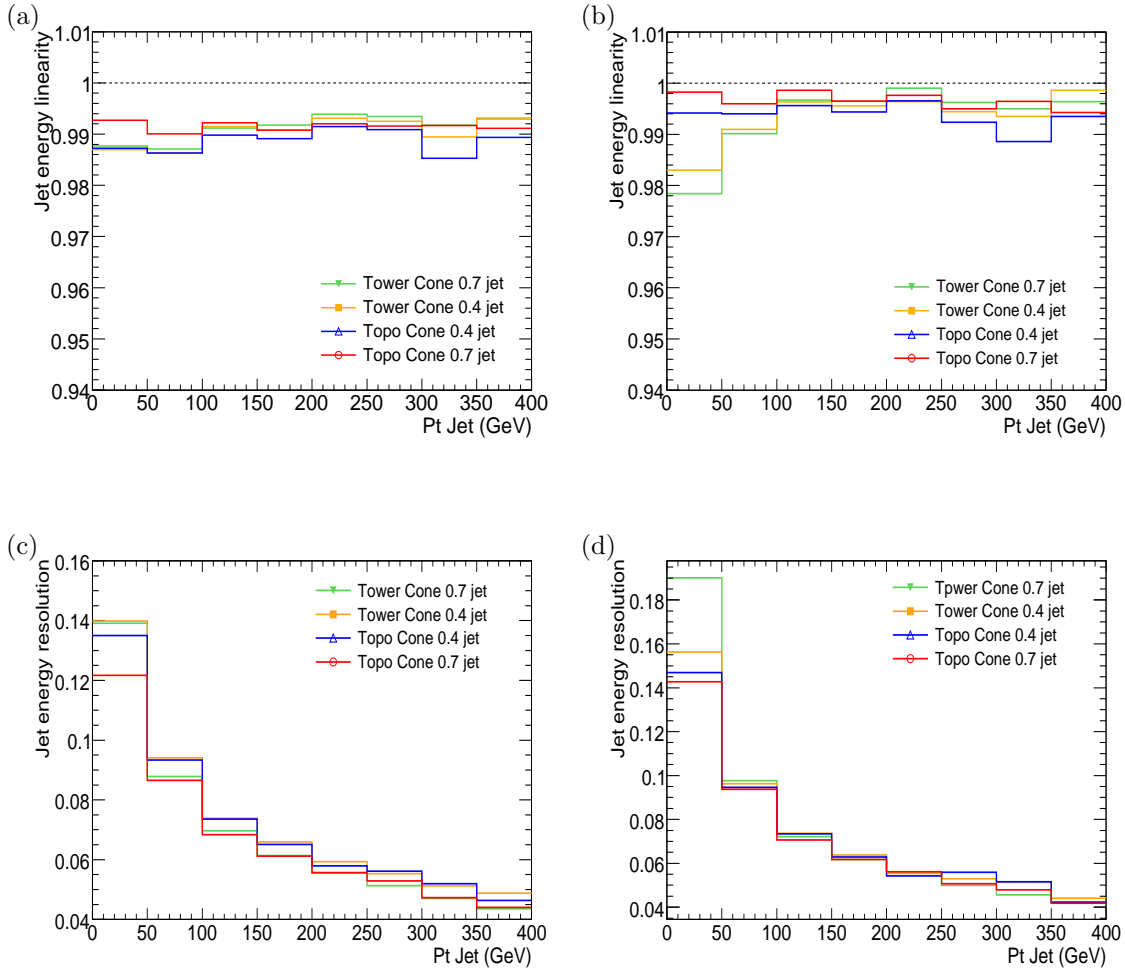 (a)
Jet energy linearity
1.01
1
0.99
0.98
0.97
0.96
0.95
0.94
Tower Cone 0.7 jet
Tower Cone 0.4 jet
Topo Cone 0.4 jet
Topo Cone 0.7 jet
0 50 100 150 200 250 300 350 400
Pt Jet (GeV)
(b)
Jet energy linearity
1.01
1
0.99
0.98
0.97
0.96
0.95
0.94
Tower Cone 0.7 jet
Tower Cone 0.4 jet
Topo Cone 0.4 jet
Topo Cone 0.7 jet
0 50 100 150 200 250 300 350 400
Pt Jet (GeV)
(c)
Jet energy resolution
0.16
0.14
0.12
0.1
0.08
0.06
0.04
Tower Cone 0.7 jet
Tower Cone 0.4 jet
Topo Cone 0.4 jet
Topo Cone 0.7 jet
0 50 100 150 200 250 300 350 400
Pt Jet (GeV)
(d)
Jet energy resolution
0.18
0.16
0.14
0.12
0.1
0.08
0.06
0.04
Tpwer Cone 0.7 jet
Tower Cone 0.4 jet
Topo Cone 0.4 jet
Topo Cone 0.7 jet
0 50 100 150 200 250 300 350 400
Pt Jet (GeV)